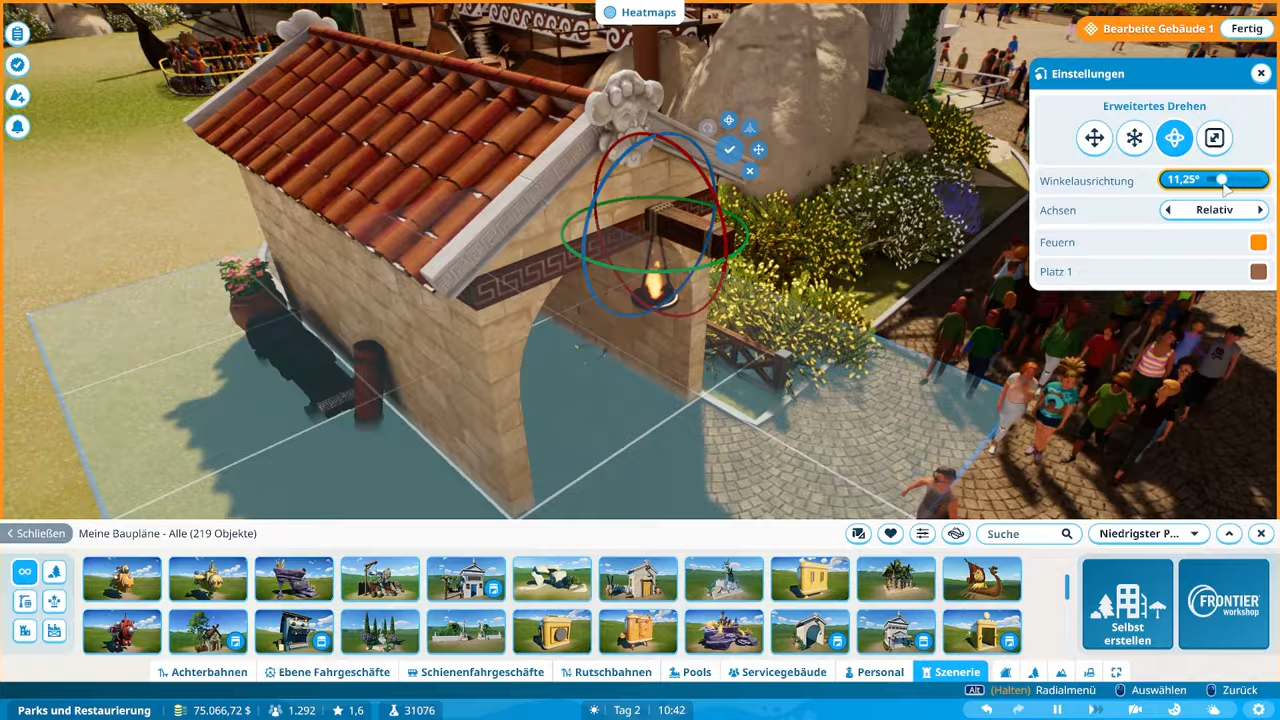 Heatmaps
Bearbeite Gebäude 1
Fertig
Einstellungen
Erweitertes Drehen
Winkelausrichtung
11,25°
Achsen
Relativ
Feuern
Platz 1
Schließen
Meine Baupläne - Alle (219 Objekte)
Suche
Niedrigster P...
Selbst
erstellen
FRONTIER
workshop
Achterbahnen
Ebene Fahrgeschäfte
Schienenfahrgeschäfte
Rutschbahnen
Pools
Servicegebäude
Personal
Szenerie
Alt (Halten) Radialmenü
Auswählen
Zurück
Parks und Restaurierung
75.066,72 $
1.292
1,6
31076
Tag 2
10:42